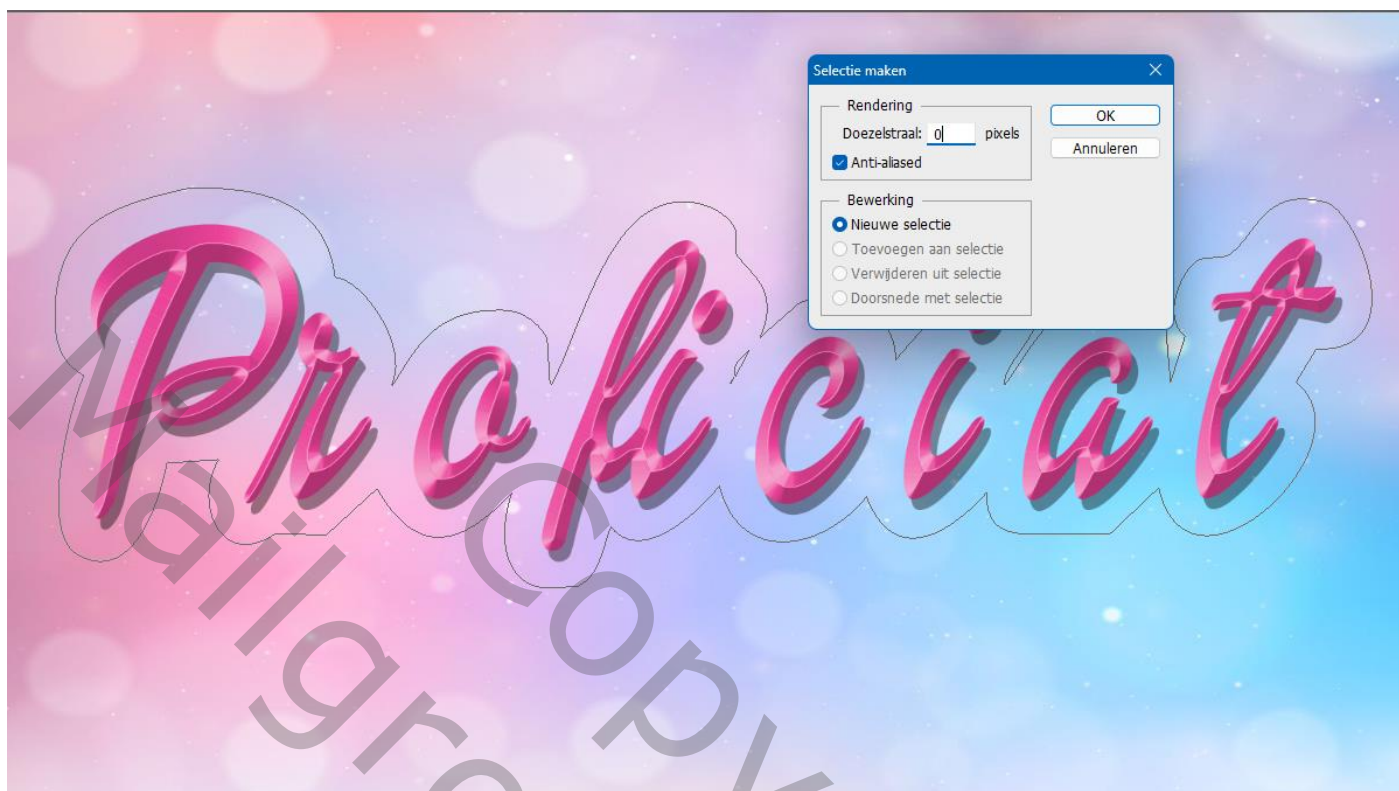 Selectie maken
Rendering
Doezelstraal: 0 pixels
Anti-aliased
OK
Annuleren
Bewerking
Nieuwe selectie
Toevoegen aan selectie
Verwijderen uit selectie
Doorsnede met selectie
Proficiat
Copy